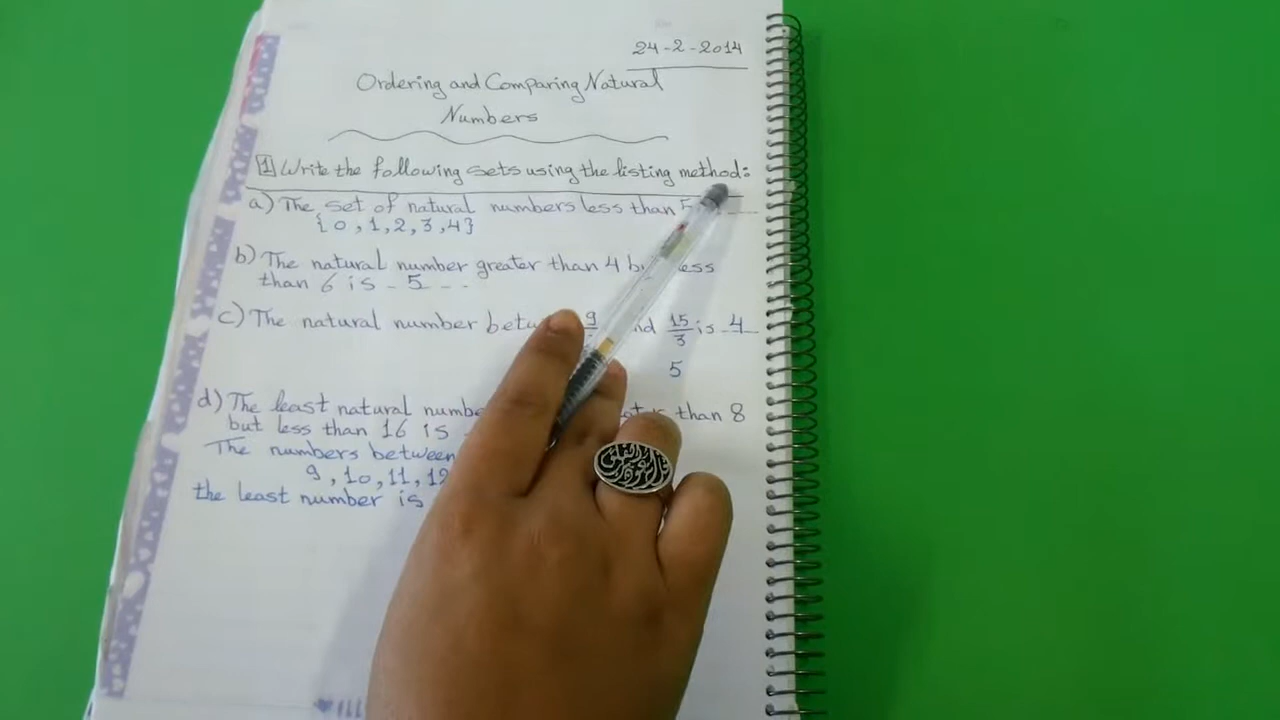 24-2-2014
Ordering and Comparing Natural
Numbers
1 Write the following sets using the listing method:
a) The set of natural numbers less than 5
{0, 1, 2, 3, 4}
b) The natural number greater than 4 less
than 6 is 5
c) The natural number 9 15/3 is 4
5
d) The least natural than 8
but less than 16 is
The numbers between
9, 10, 11, 12
the least number is